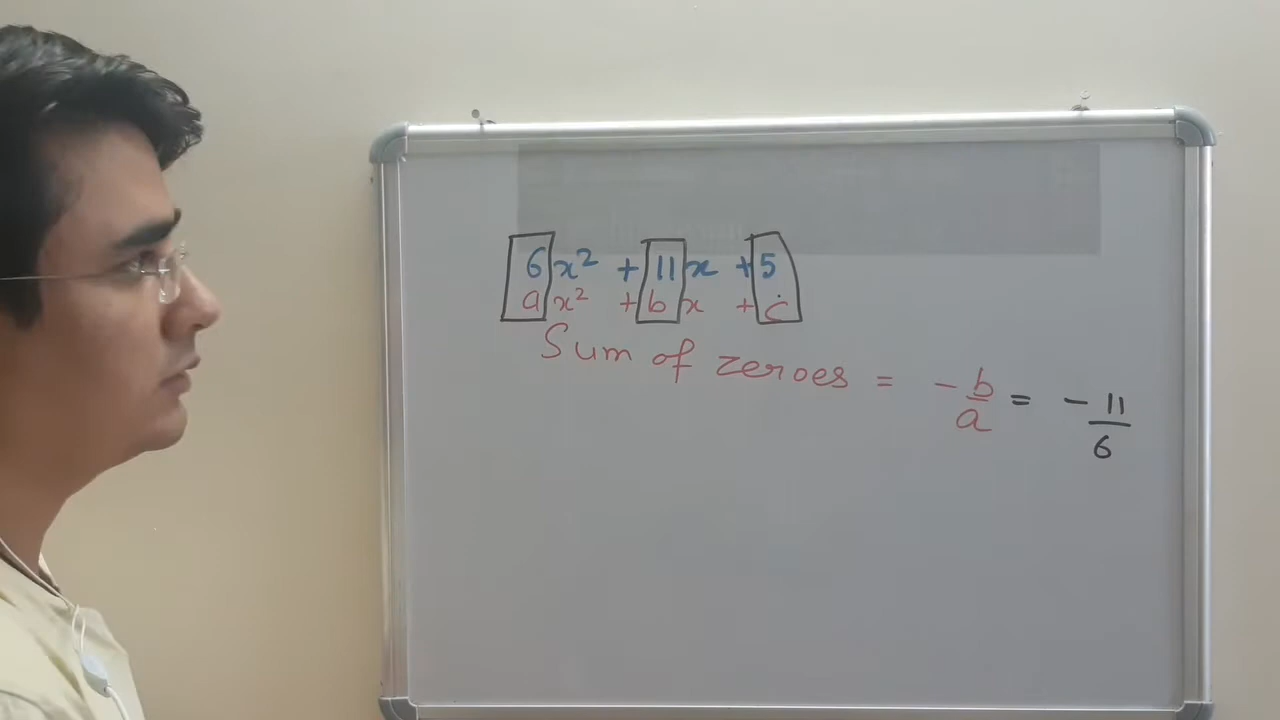 6x² + 11x + 5
ax² + bx + c
Sum of zeroes = -b/a = -11/6